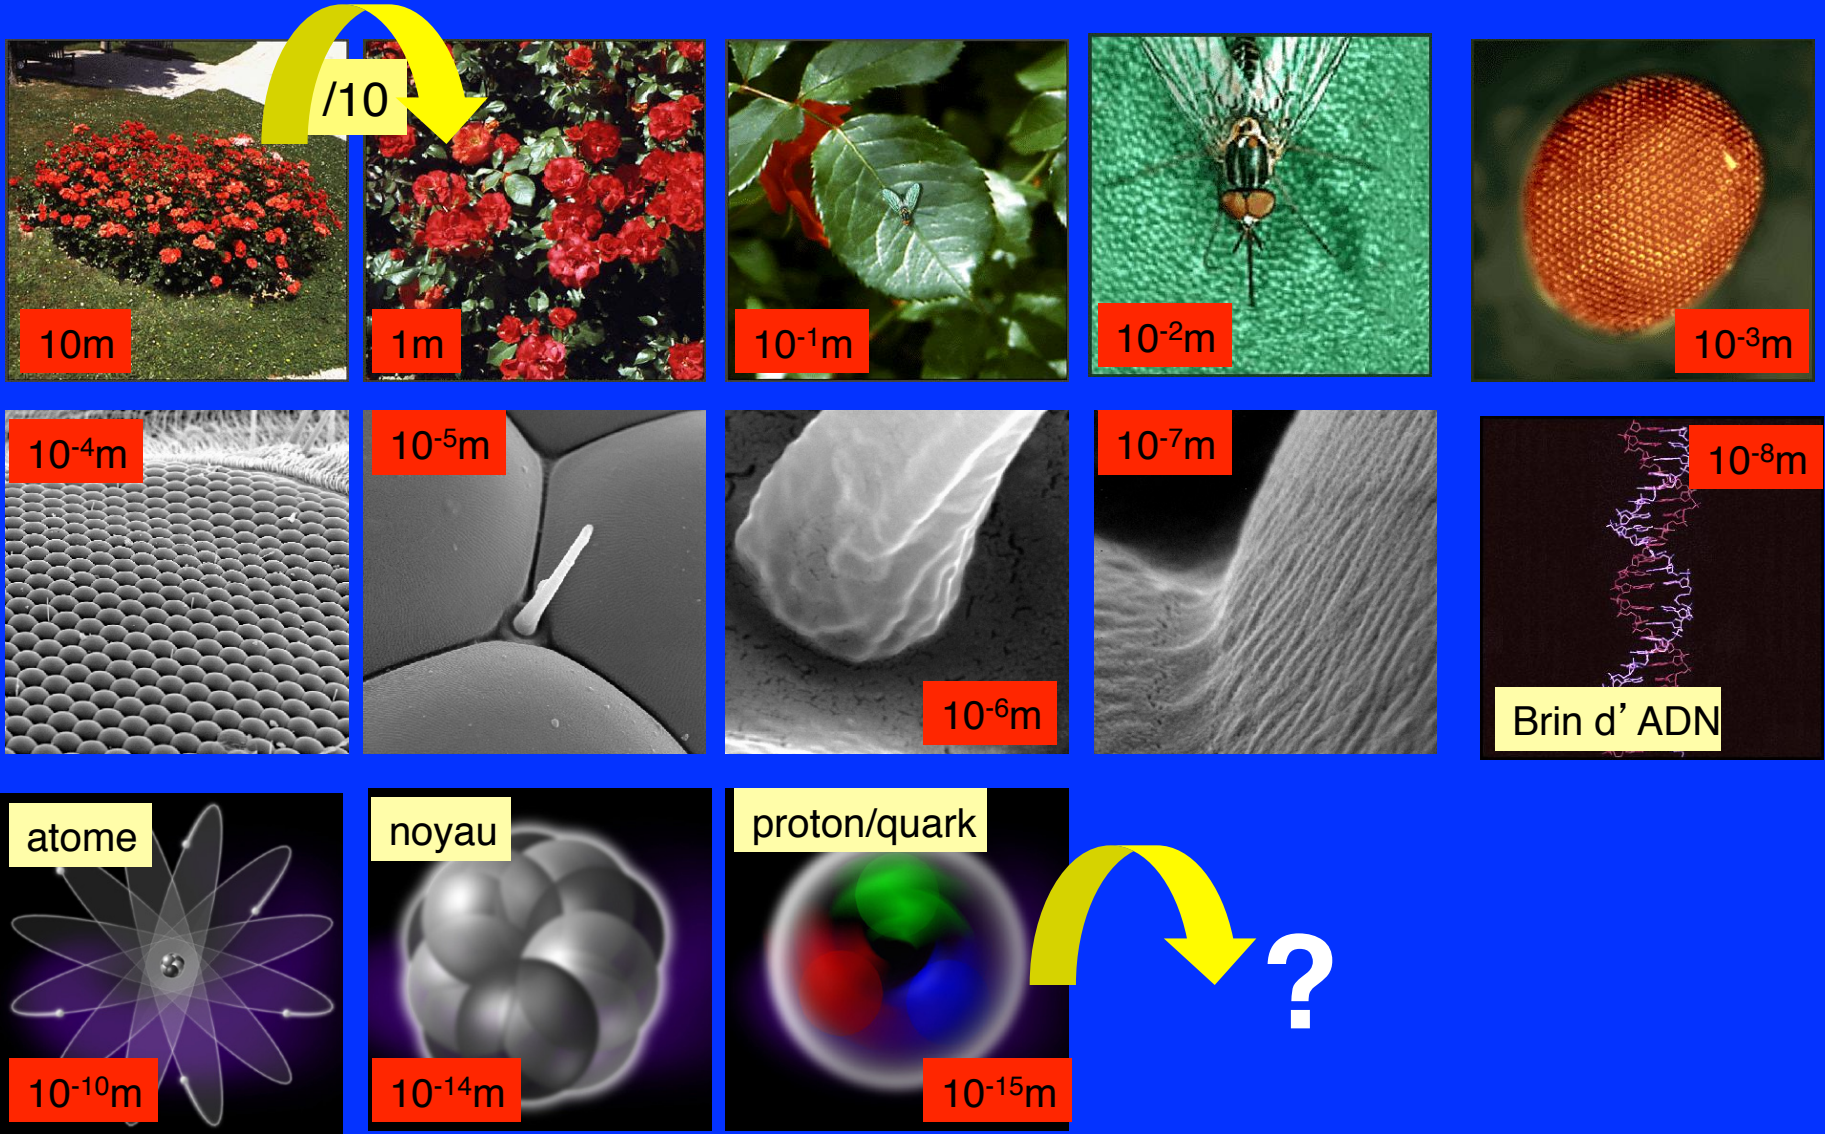 /10
10m
1m
10⁻¹m
10⁻²m
10⁻³m
10⁻⁴m
10⁻⁵m
10⁻⁶m
10⁻⁷m
10⁻⁸m
Brin d’ ADN
atome
10⁻¹⁰m
noyau
10⁻¹⁴m
proton/quark
10⁻¹⁵m
?